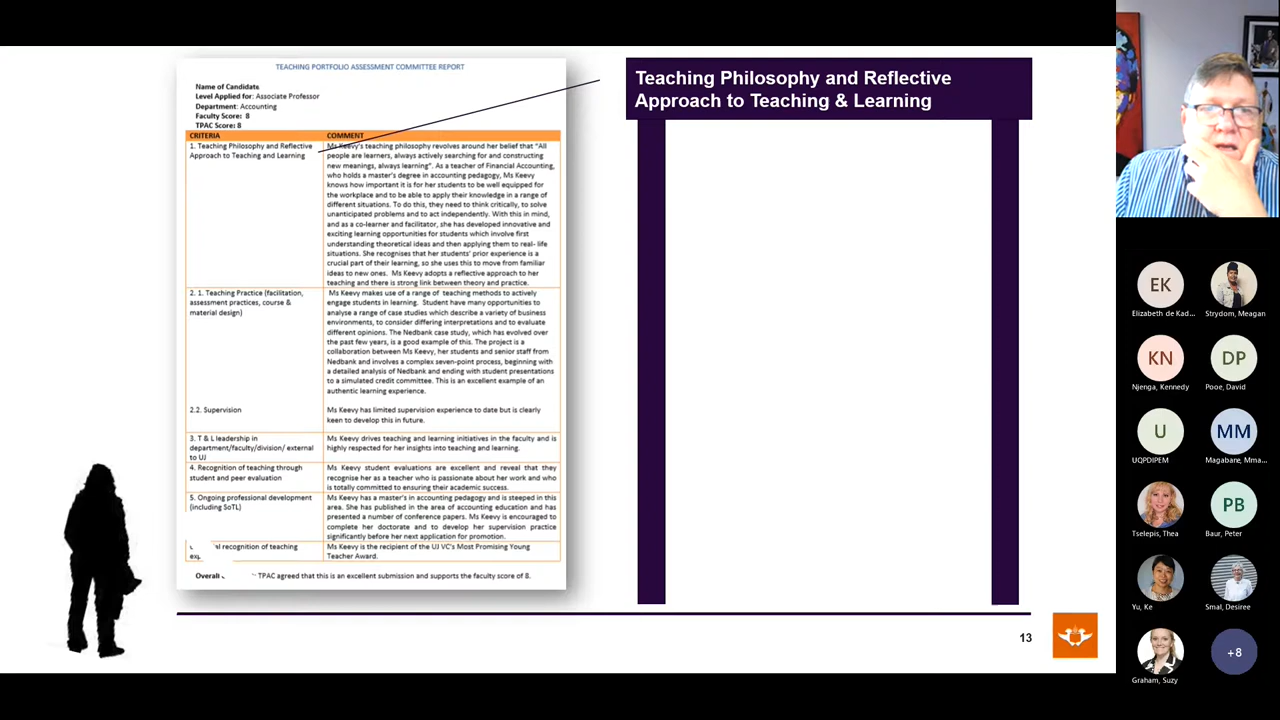 TEACHING PORTFOLIO ASSESSMENT COMMITTEE REPORT
Name of Candidate
Level Applied for: Associate Professor
Department: Accounting
Faculty Score: 8
TPAC Score: 8
CRITERIA
COMMENT
1. Teaching Philosophy and Reflective
Approach to Teaching and Learning
Ms Keevy's teaching philosophy revolves around her belief that "All
people are learners, always actively searching for and constructing
new meanings, always learning". As a teacher of Financial Accounting,
who holds a master's degree in accounting pedagogy, Ms Keevy
knows how important it is for her students to be well equipped for
the workplace and to be able to apply their knowledge in a range of
different situations. To do this, they need to think critically, to solve
unanticipated problems and to act independently. With this in mind,
and as a co-learner and facilitator, she has developed innovative and
exciting learning opportunities for students which involve first
understanding theoretical ideas and then applying them to real- life
situations. She recognises that her students' prior experience is a
crucial part of their learning, so she uses this to move from familiar
ideas to new ones. Ms Keevy adopts a reflective approach to her
teaching and there is strong link between theory and practice.
2. 1. Teaching Practice (facilitation,
assessment practices, course &
material design)
Ms Keevy makes use of a range of teaching methods to actively
engage students in learning. Student have many opportunities to
analyse a range of case studies which describe a variety of business
environments, to consider differing interpretations and to evaluate
different opinions. The Nedbank case study, which has evolved over
the past few years, is a good example of this. The project is a
collaboration between Ms Keevy, her students and senior staff from
Nedbank and involves a complex seven-point process, beginning with
a detailed analysis of Nedbank and ending with student presentations
to a simulated credit committee. This is an excellent example of an
authentic learning experience.
2.2. Supervision
Ms Keevy has limited supervision experience to date but is clearly
keen to develop this in future.
3. T & L leadership in
department/faculty/division/ external
to UJ
Ms Keevy drives teaching and learning initiatives in the faculty and is
highly respected for her insights into teaching and learning.
4. Recognition of teaching through
student and peer evaluation
Ms Keevy student evaluations are excellent and reveal that they
recognise her as a teacher who is passionate about her work and who
is totally committed to ensuring their academic success.
5. Ongoing professional development
(including SoTL)
Ms Keevy has a master's in accounting pedagogy and is steeped in this
area. She has published in the area of accounting education and has
presented a number of conference papers. Ms Keevy is encouraged to
complete her doctorate and to develop her supervision practice
significantly before her next application for promotion.
recognition of teaching
Ms Keevy is the recipient of the UJ VC's Most Promising Young
Teacher Award.
Overall
TPAC agreed that this is an excellent submission and supports the faculty score of 8.
Teaching Philosophy and Reflective
Approach to Teaching & Learning
13
EK
Elizabeth de Kad...
Strydom, Meagan
KN
Njenga, Kennedy
DP
Pooe, David
U
UQPDIPEM
MM
Magabane, Mma...
Tselepis, Thea
PB
Baur, Peter
Yu, Ke
Smal, Desiree
Graham, Suzy
+8